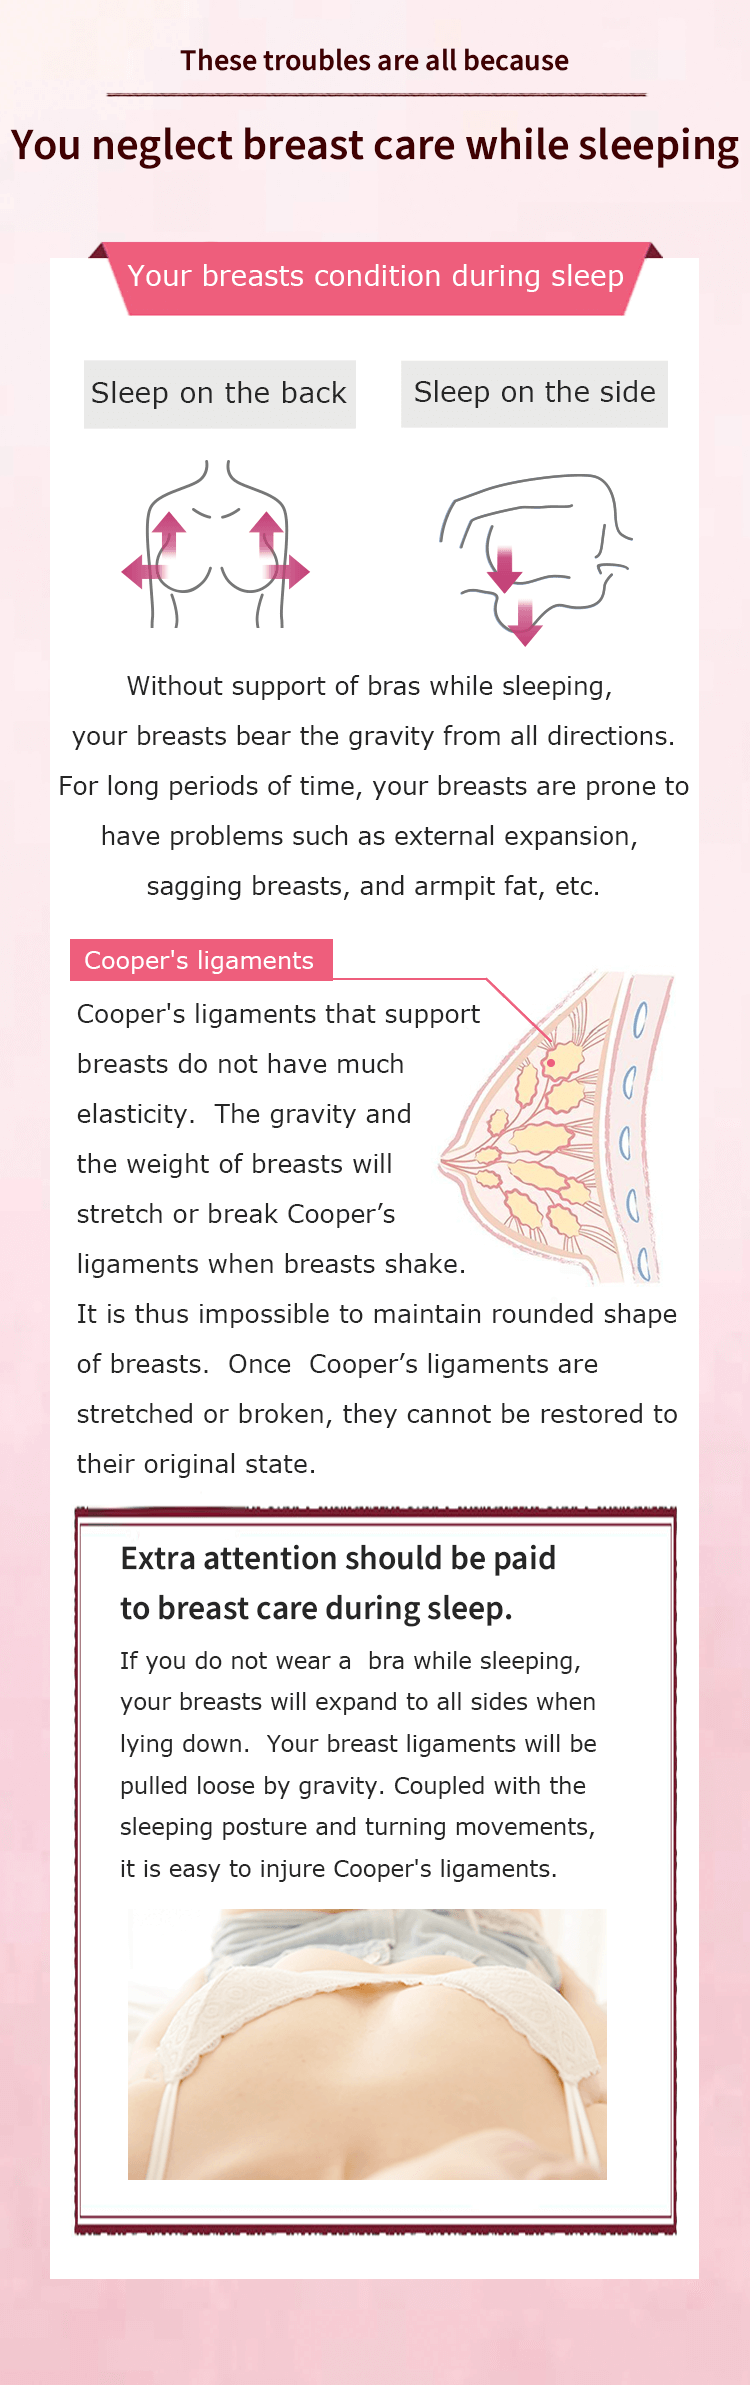 These troubles are all because
You neglect breast care while sleeping
Your breasts condition during sleep
Sleep on the back
Sleep on the side
Without support of bras while sleeping,
your breasts bear the gravity from all directions.
For long periods of time, your breasts are prone to
have problems such as external expansion,
sagging breasts, and armpit fat, etc.
Cooper's ligaments
Cooper's ligaments that support
breasts do not have much
elasticity.  The gravity and
the weight of breasts will
stretch or break Cooper’s
ligaments when breasts shake.
It is thus impossible to maintain rounded shape
of breasts.  Once  Cooper’s ligaments are
stretched or broken, they cannot be restored to
their original state.
Extra attention should be paid
to breast care during sleep.
If you do not wear a  bra while sleeping,
your breasts will expand to all sides when
lying down.  Your breast ligaments will be
pulled loose by gravity. Coupled with the
sleeping posture and turning movements,
it is easy to injure Cooper's ligaments.